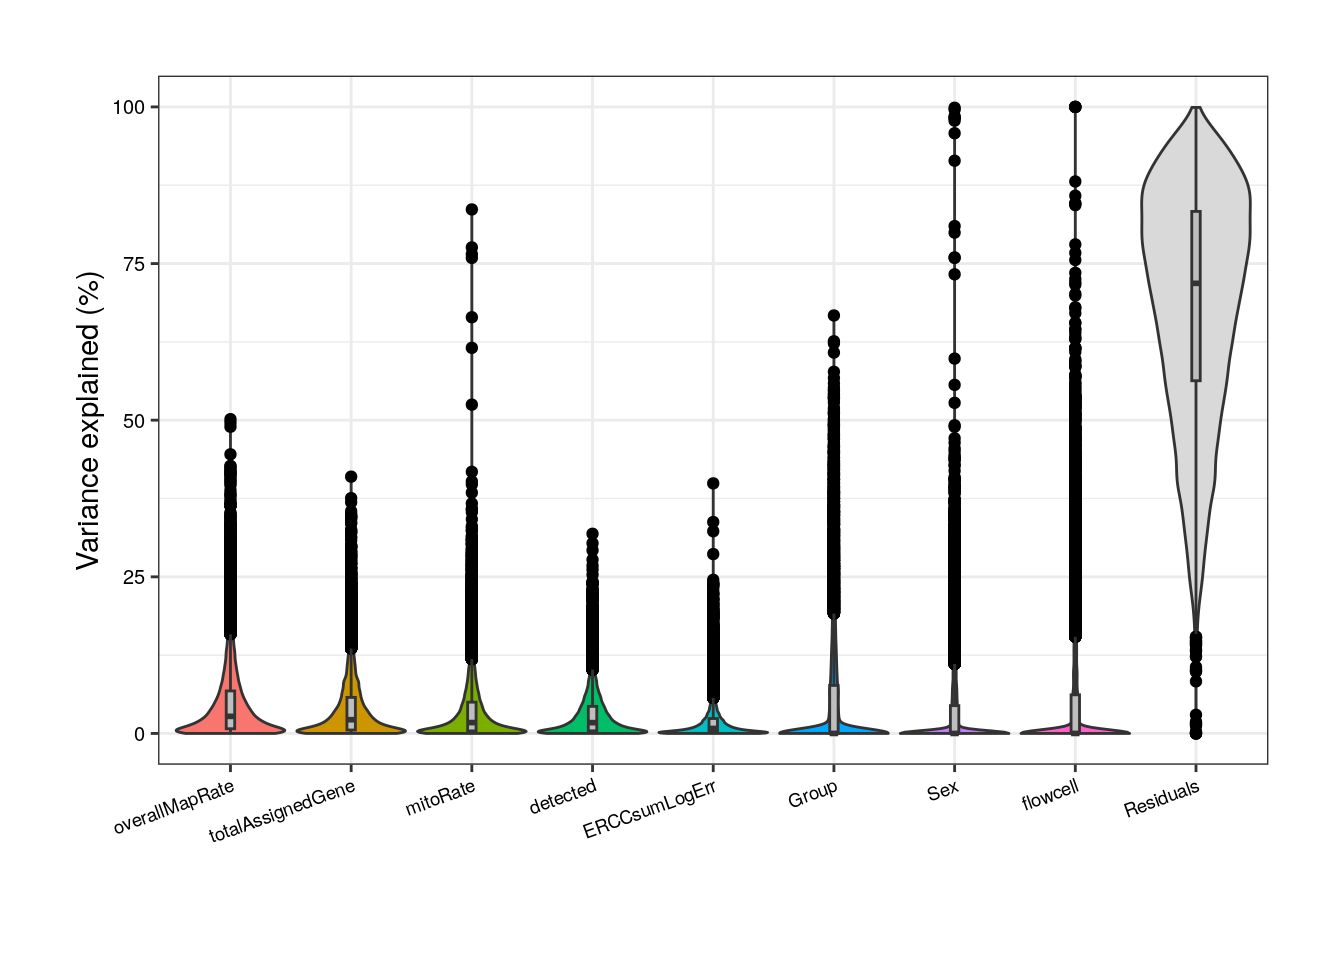 Variance explained (%)
100
75
50
25
0
overallMapRate
totalAssignedGene
mitoRate
detected
ERCCsumLogErr
Group
Sex
flowcell
Residuals